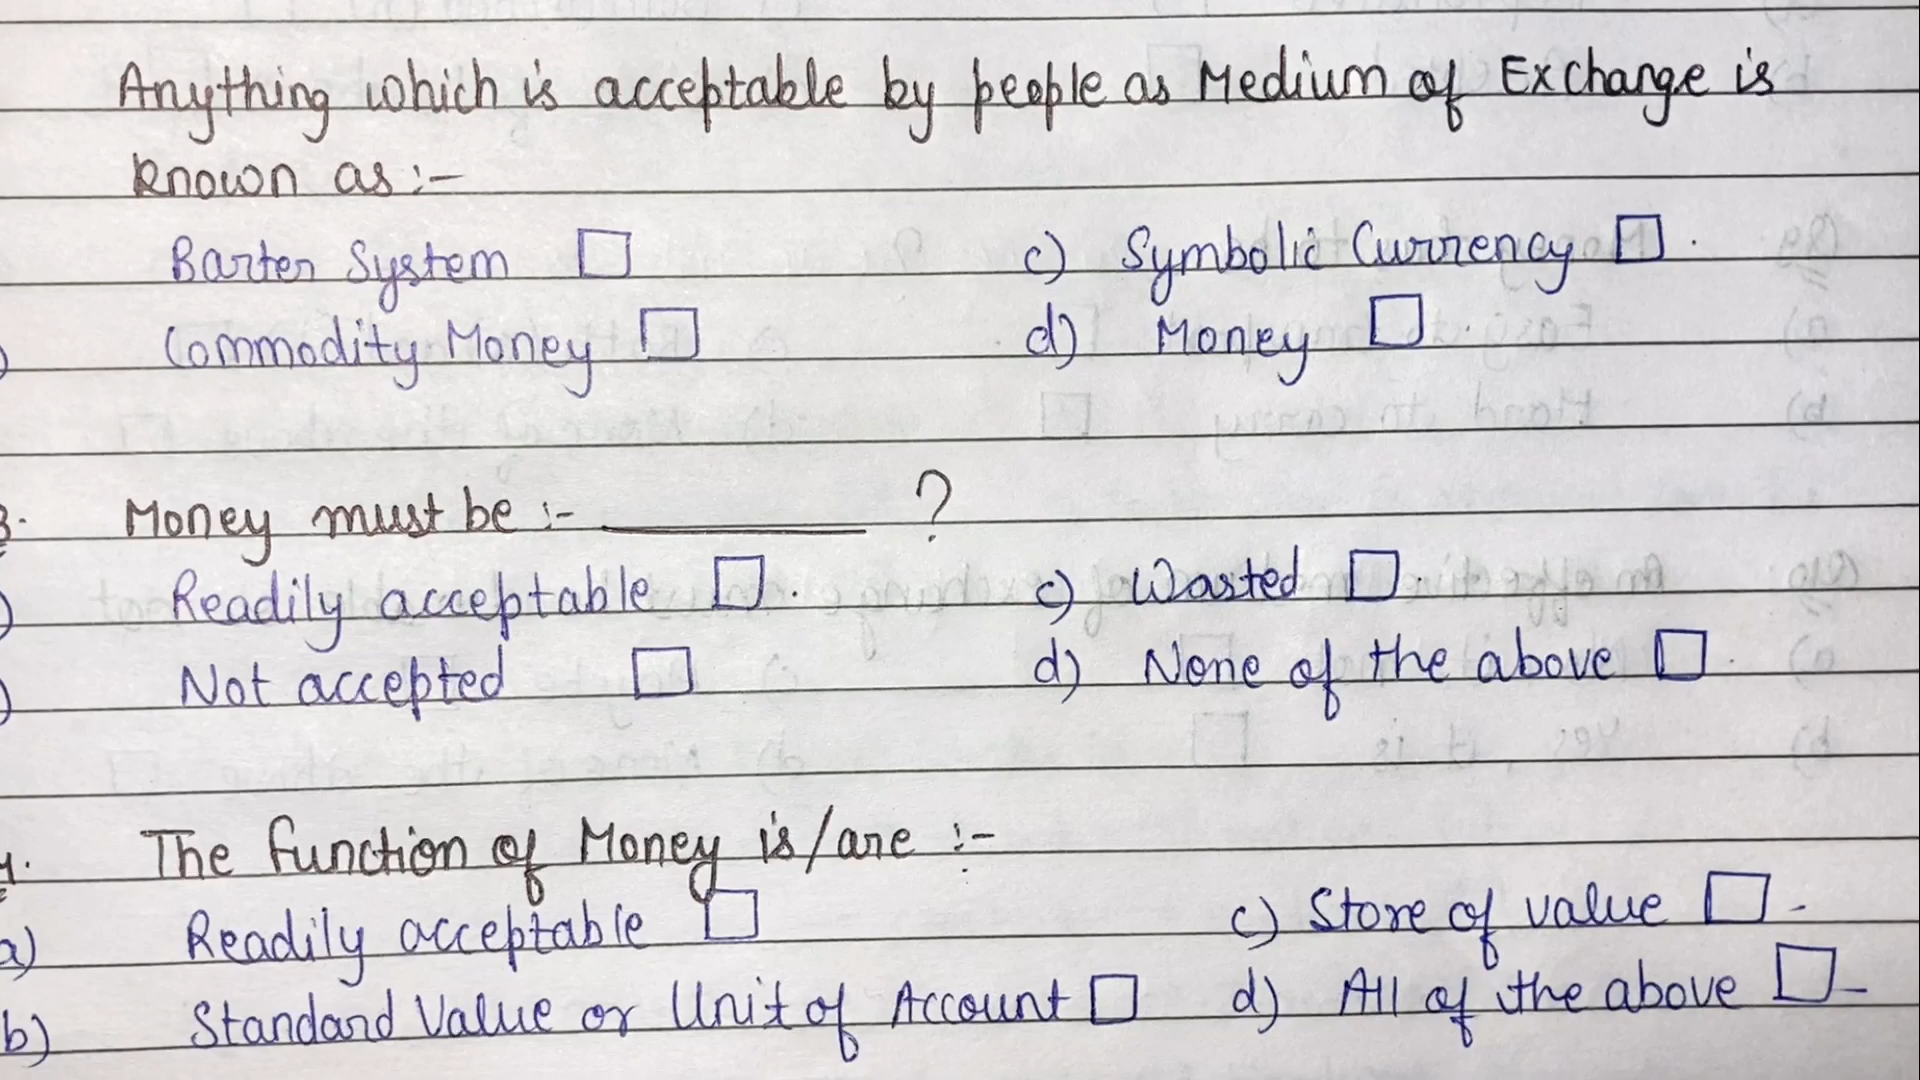 Anything which is acceptable by people as Medium of Exchange is
known as:-
Barter System □ c) Symbolic Currency □.
) Commodity Money □ d) Money □.
3. Money must be :- __________ ?
) Readily acceptable □. c) Wasted □.
) Not accepted □ d) None of the above □.
4. The function of Money is/are :-
a) Readily acceptable □ c) Store of value □-
b) Standard Value or Unit of Account □ d) All of the above □-